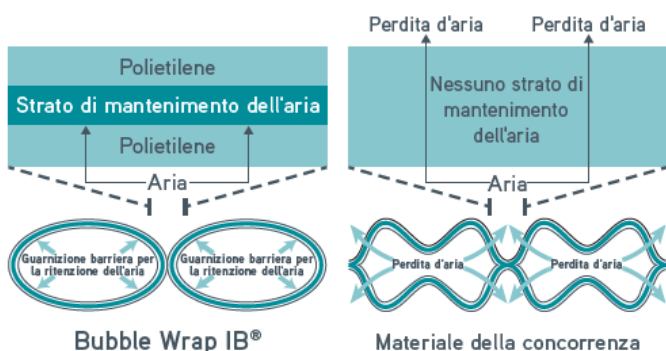 Perdita d'aria
Perdita d'aria
Polietilene
Strato di mantenimento dell'aria
Polietilene
Aria
Guarnizione barriera per
la ritenzione dell'aria
Guarnizione barriera per
la ritenzione dell'aria
Bubble Wrap IB®
Nessuno strato di
mantenimento
dell'aria
Aria
Perdita d'aria
Perdita d'aria
Materiale della concorrenza